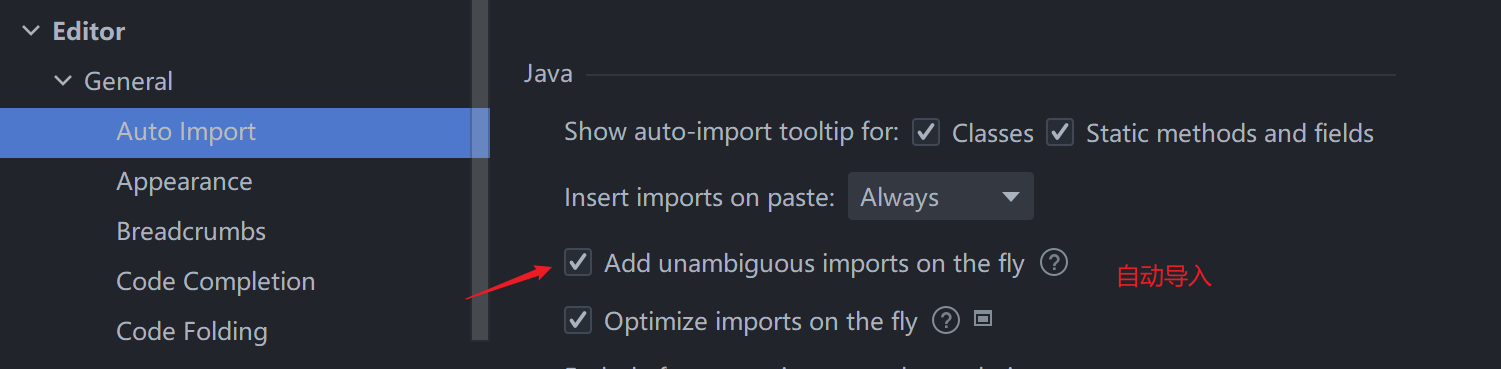 Editor
General
Auto Import
Appearance
Breadcrumbs
Code Completion
Code Folding
Java
Show auto-import tooltip for: Classes Static methods and fields
Insert imports on paste: Always
Add unambiguous imports on the fly ? 自动导入
Optimize imports on the fly ?